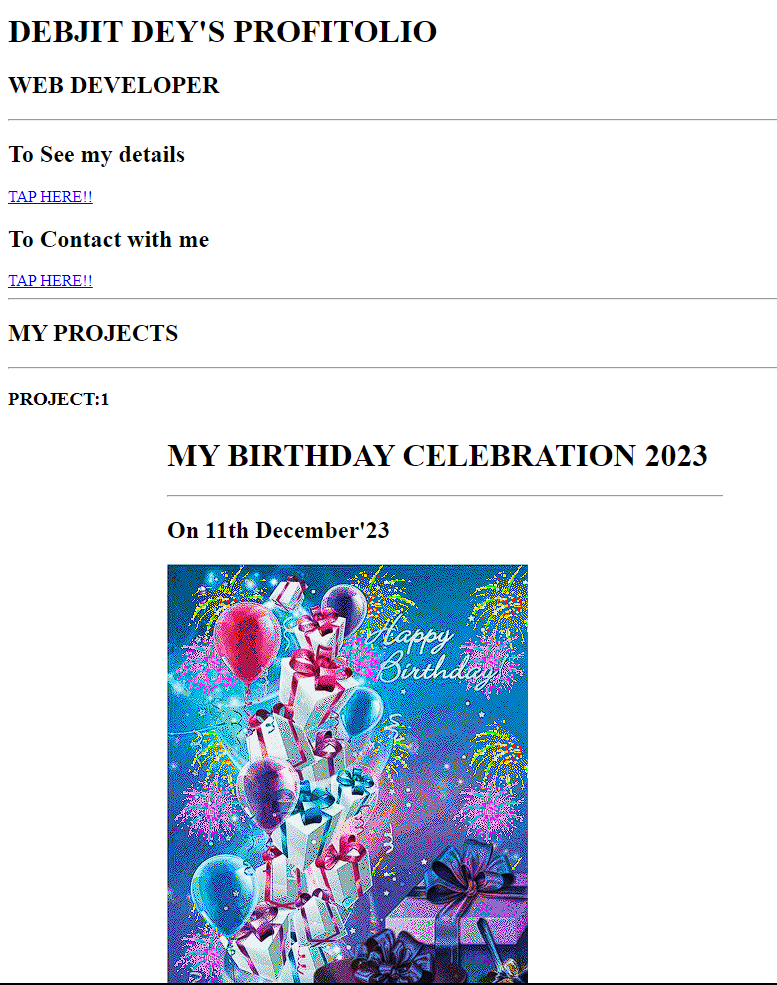 DEBJIT DEY'S PROFITOLIO
WEB DEVELOPER
To See my details
TAP HERE!!
To Contact with me
TAP HERE!!
MY PROJECTS
PROJECT:1
MY BIRTHDAY CELEBRATION 2023
On 11th December'23
Happy
Birthday